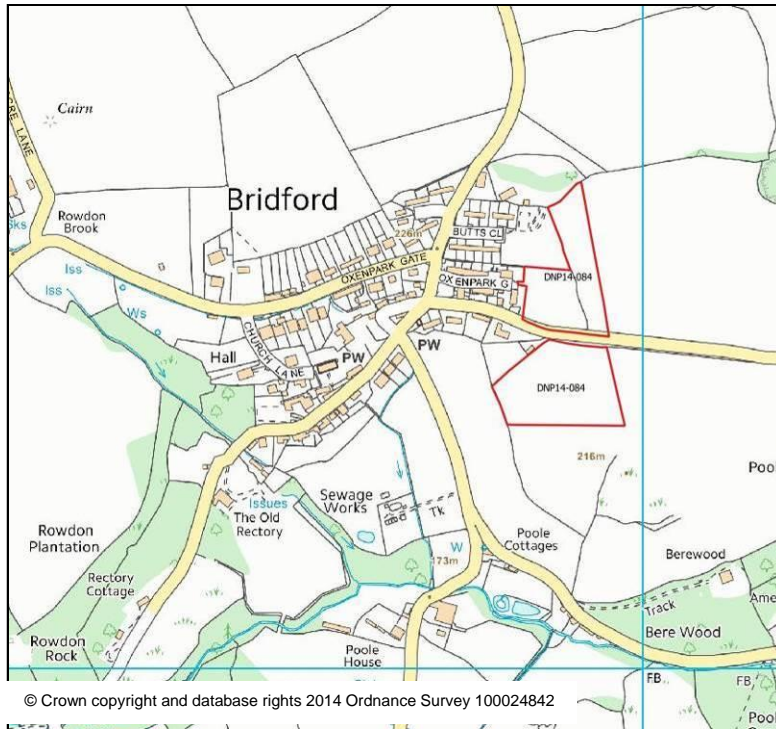 Cairn
ACRE LANE
Rowdon
Brook
Sks
Iss
Iss
Ws
Bridford
226m
BUTTS CL
OXENPARK GATE
OXENPARK G
DNP14-084
CHURCH LANE
Hall
PW
PW
DNP14-084
216m
Pool
Sewage
Works
Tk
Issues
The Old
Rectory
Rowdon
Plantation
W
173m
Poole
Cottages
Berewood
Rectory
Cottage
Track
Ame
Bere Wood
Rowdon
Rock
Poole
House
FB
FB
Pool
© Crown copyright and database rights 2014 Ordnance Survey 100024842